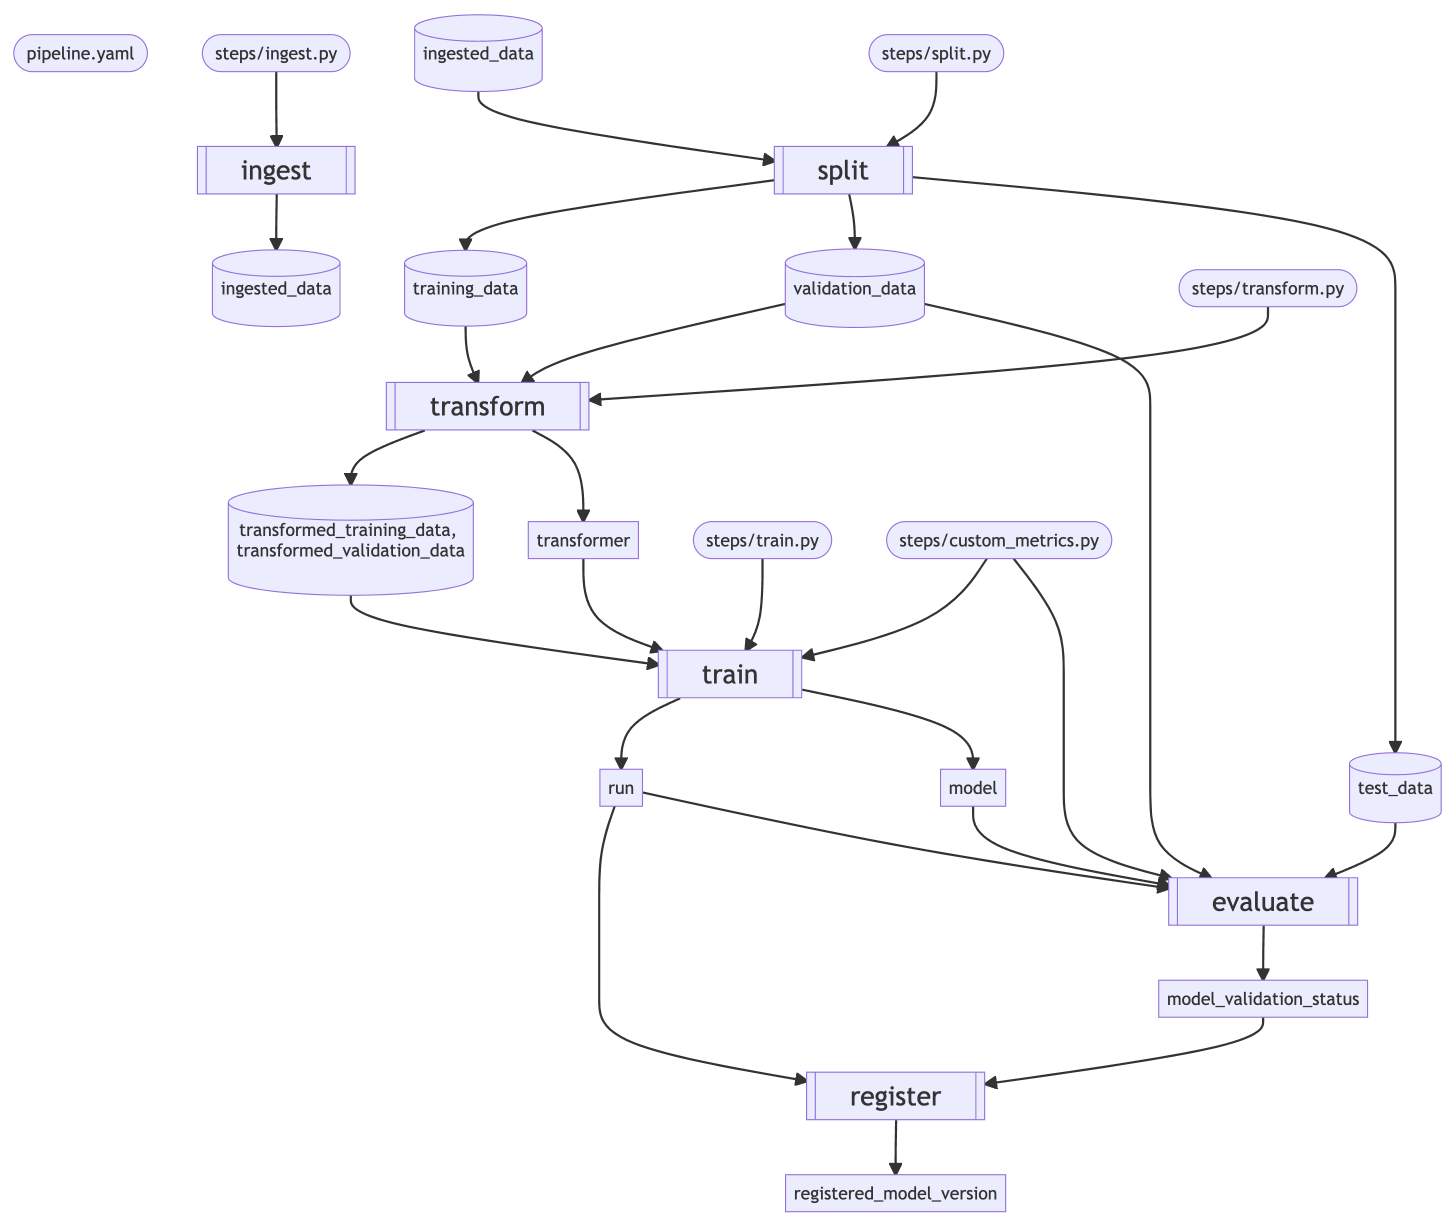 pipeline.yaml
steps/ingest.py
ingested_data
steps/split.py
ingest
split
ingested_data
training_data
validation_data
steps/transform.py
transform
transformed_training_data,
transformed_validation_data
transformer
steps/train.py
steps/custom_metrics.py
train
run
model
test_data
evaluate
model_validation_status
register
registered_model_version